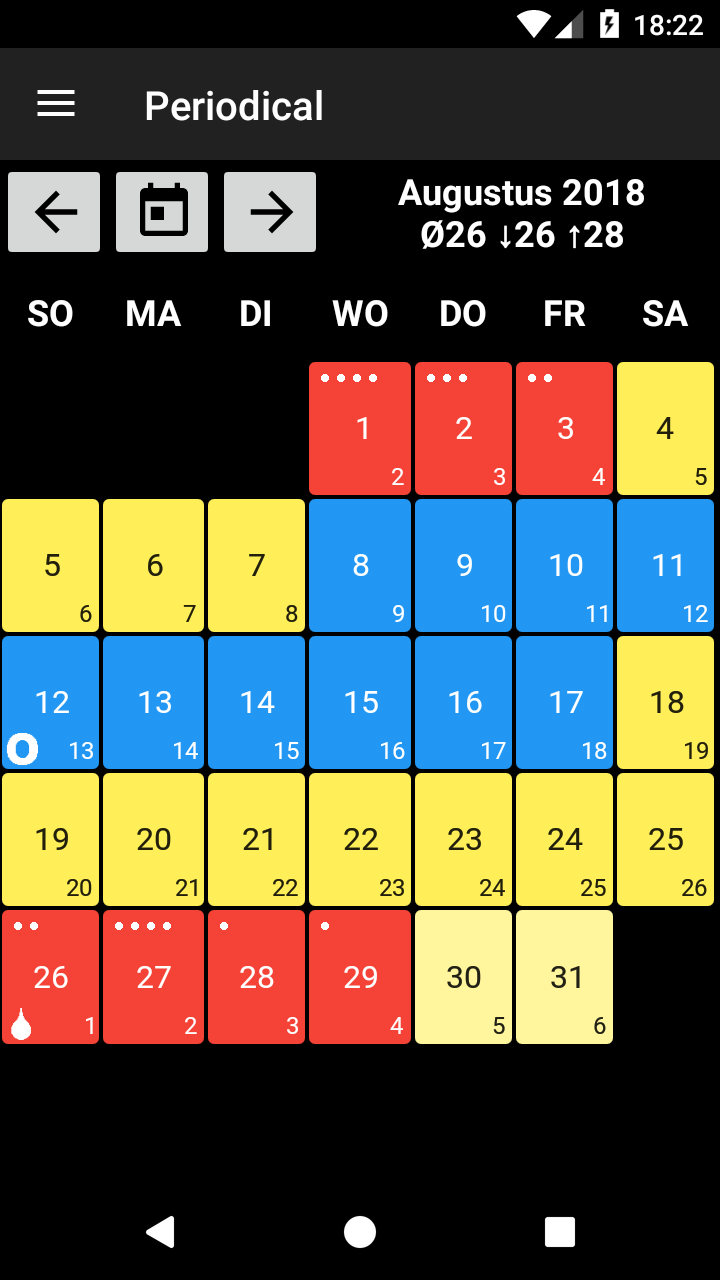 18:22
Periodical
Augustus 2018
Ø26 ↓26 ↑28
SO MA DI WO DO FR SA
1 2 3 4
2 3 4 5
5 6 7 8 9 10 11
6 7 8 9 10 11 12
12 13 14 15 16 17 18
O 13 14 15 16 17 18 19
19 20 21 22 23 24 25
20 21 22 23 24 25 26
26 27 28 29 30 31
1 2 3 4 5 6